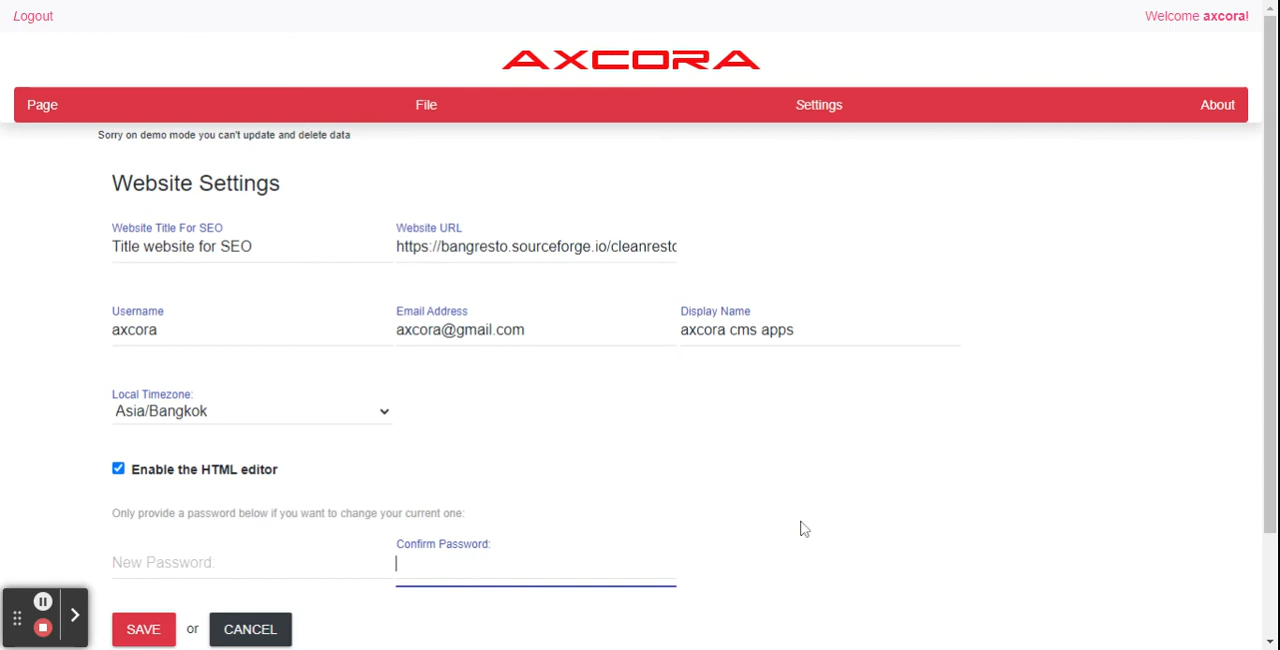 Logout
Welcome axcora!
AXCORA
Page File Settings About
Sorry on demo mode you can't update and delete data
Website Settings
Website Title For SEO Website URL
Title website for SEO https://bangresto.sourceforge.io/cleanresto
Username Email Address Display Name
axcora axcora@gmail.com axcora cms apps
Local Timezone:
Asia/Bangkok
Enable the HTML editor
Only provide a password below if you want to change your current one:
Confirm Password:
New Password:
SAVE or CANCEL